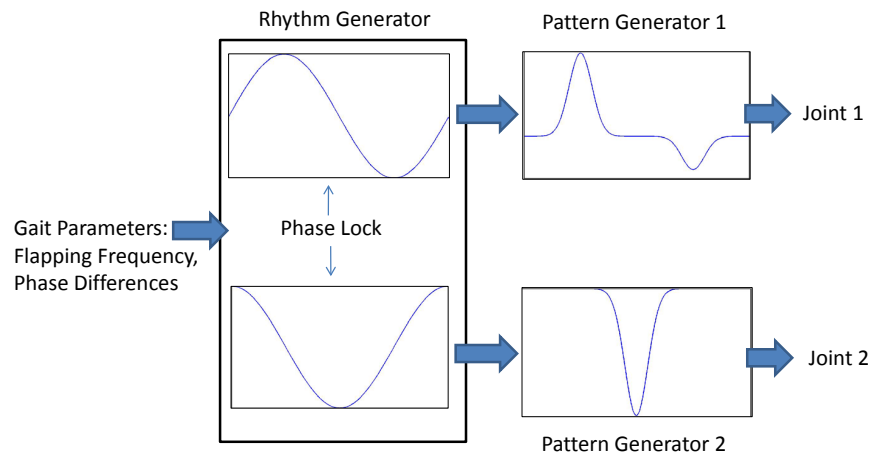 Rhythm Generator
Pattern Generator 1
Joint 1
Gait Parameters:
Flapping Frequency,
Phase Differences
Phase Lock
Joint 2
Pattern Generator 2